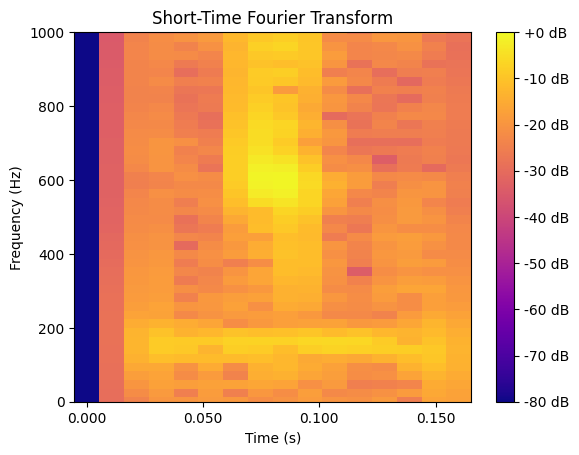 Short-Time Fourier Transform
1000
800
600
400
200
0
Frequency (Hz)
0.000
0.050
0.100
0.150
Time (s)
+0 dB
-10 dB
-20 dB
-30 dB
-40 dB
-50 dB
-60 dB
-70 dB
-80 dB